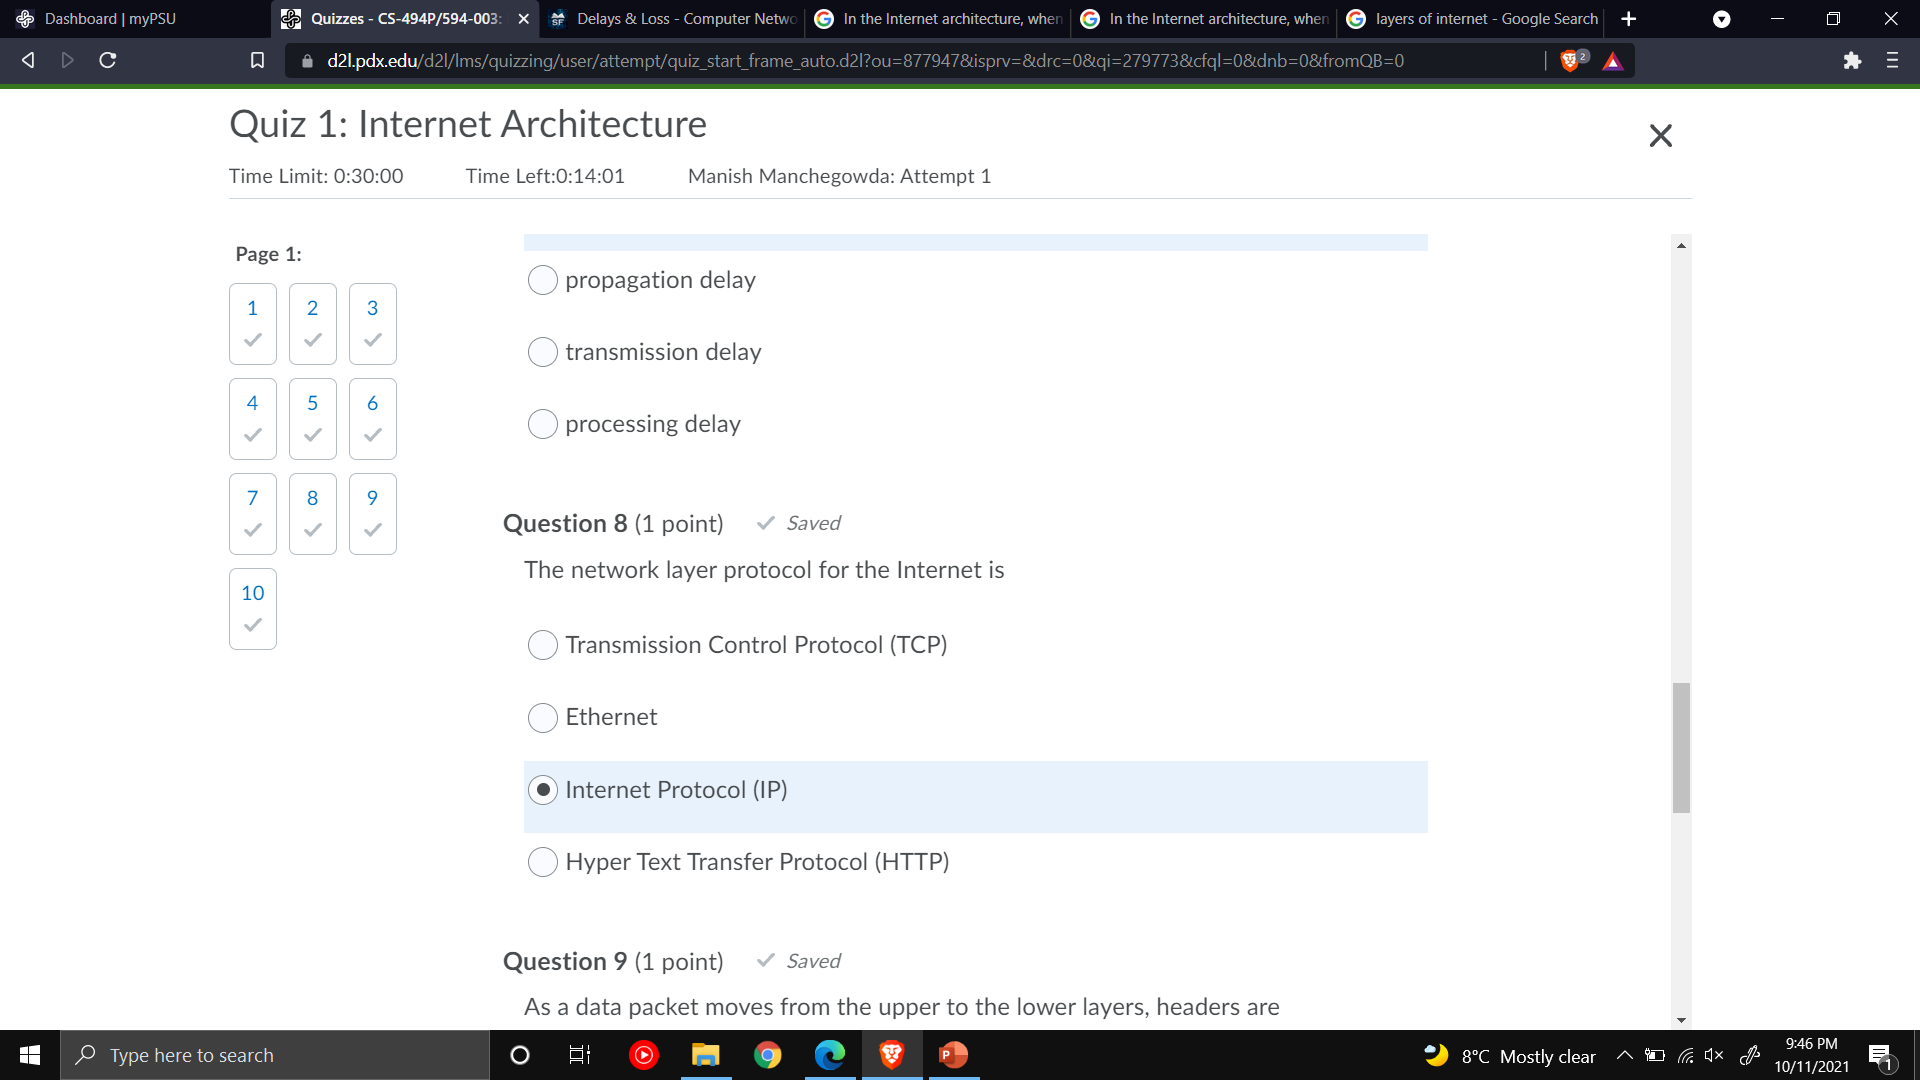 Dashboard | myPSU
Quizzes - CS-494P/594-003:
Delays & Loss - Computer Netwo
In the Internet architecture, when
In the Internet architecture, when
layers of internet - Google Search
d2l.pdx.edu/d2l/lms/quizzing/user/attempt/quiz_start_frame_auto.d2l?ou=877947&isprv=&drc=0&qi=279773&cfql=0&dnb=0&fromQB=0
2
Quiz 1: Internet Architecture
Time Limit: 0:30:00 Time Left:0:14:01 Manish Manchegowda: Attempt 1
Page 1:
1 2 3
4 5 6
7 8 9
10
propagation delay
transmission delay
processing delay
Question 8 (1 point) Saved
The network layer protocol for the Internet is
Transmission Control Protocol (TCP)
Ethernet
Internet Protocol (IP)
Hyper Text Transfer Protocol (HTTP)
Question 9 (1 point) Saved
As a data packet moves from the upper to the lower layers, headers are
Type here to search
8°C Mostly clear
9:46 PM
10/11/2021
1